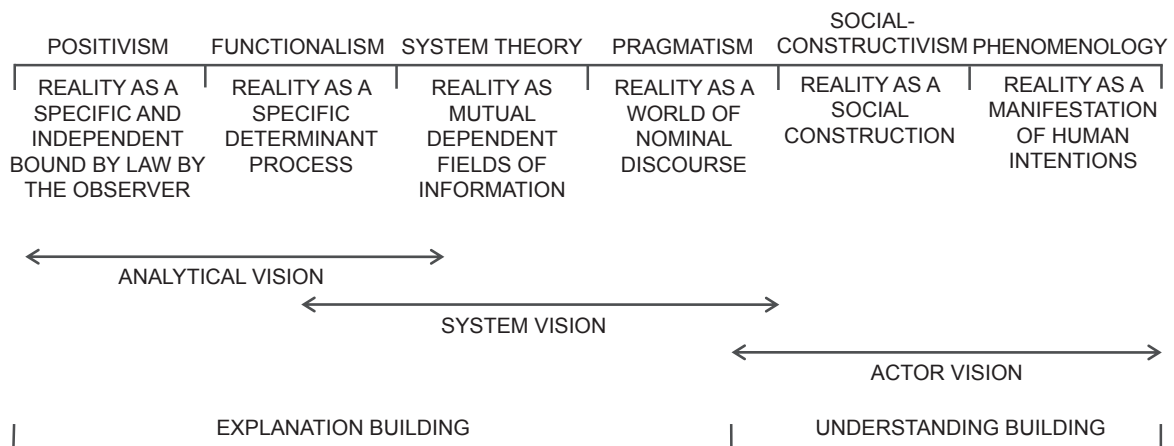 POSITIVISM
FUNCTIONALISM
SYSTEM THEORY
PRAGMATISM
SOCIAL-
CONSTRUCTIVISM
PHENOMENOLOGY
REALITY AS A
SPECIFIC AND
INDEPENDENT
BOUND BY LAW BY
THE OBSERVER
REALITY AS A
SPECIFIC
DETERMINANT
PROCESS
REALITY AS
MUTUAL
DEPENDENT
FIELDS OF
INFORMATION
REALITY AS A
WORLD OF
NOMINAL
DISCOURSE
REALITY AS A
SOCIAL
CONSTRUCTION
REALITY AS A
MANIFESTATION
OF HUMAN
INTENTIONS
ANALYTICAL VISION
SYSTEM VISION
ACTOR VISION
EXPLANATION BUILDING
UNDERSTANDING BUILDING